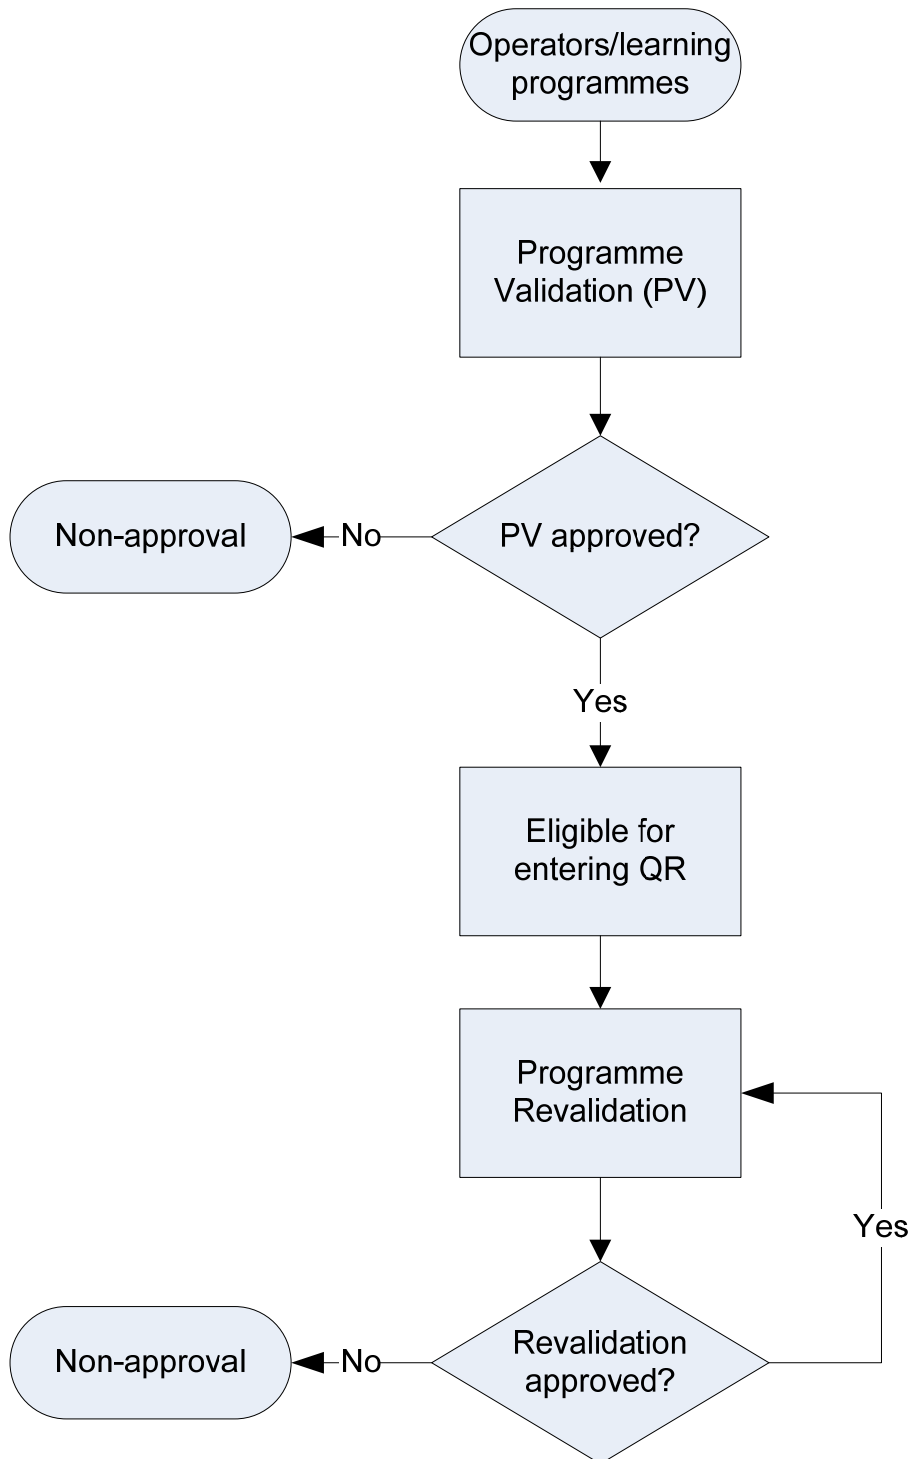 Operators/learning
programmes
Programme
Validation (PV)
PV approved?
No
Non-approval
Yes
Eligible for
entering QR
Programme
Revalidation
Yes
Revalidation
approved?
No
Non-approval